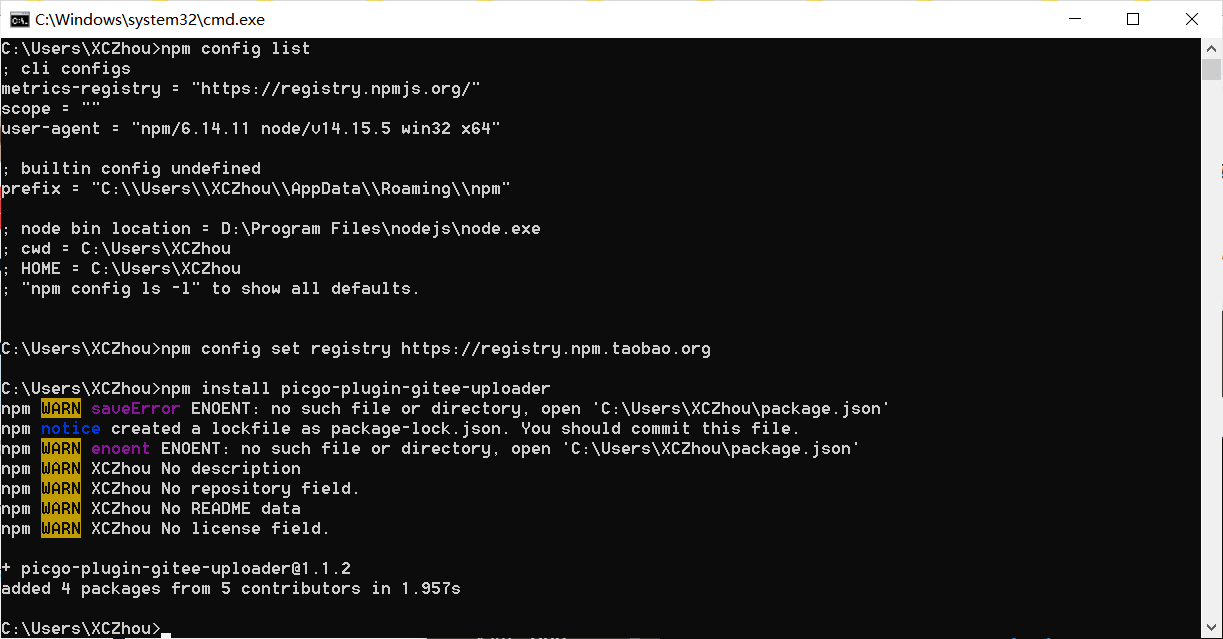 C:\Windows\system32\cmd.exe
C:\Users\XCZhou>npm config list
; cli configs
metrics-registry = "https://registry.npmjs.org/"
scope = ""
user-agent = "npm/6.14.11 node/v14.15.5 win32 x64"
; builtin config undefined
prefix = "C:\\Users\\XCZhou\\AppData\\Roaming\\npm"
; node bin location = D:\Program Files\nodejs\node.exe
; cwd = C:\Users\XCZhou
; HOME = C:\Users\XCZhou
; "npm config ls -l" to show all defaults.
C:\Users\XCZhou>npm config set registry https://registry.npm.taobao.org
C:\Users\XCZhou>npm install picgo-plugin-gitee-uploader
npm WARN saveError ENOENT: no such file or directory, open 'C:\Users\XCZhou\package.json'
npm notice created a lockfile as package-lock.json. You should commit this file.
npm WARN enoent ENOENT: no such file or directory, open 'C:\Users\XCZhou\package.json'
npm WARN XCZhou No description
npm WARN XCZhou No repository field.
npm WARN XCZhou No README data
npm WARN XCZhou No license field.
+ picgo-plugin-gitee-uploader@1.1.2
added 4 packages from 5 contributors in 1.957s
C:\Users\XCZhou>